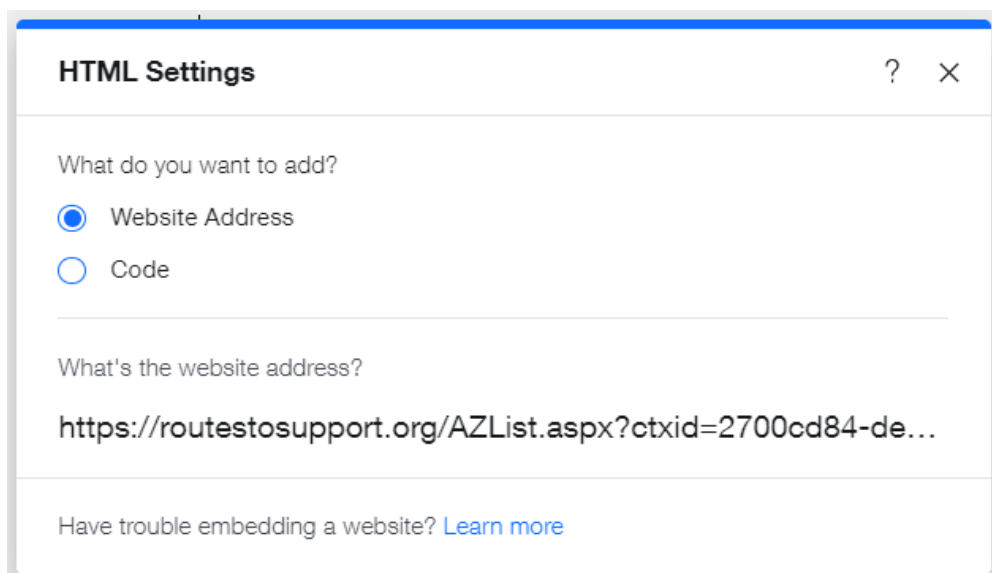 HTML Settings ?
What do you want to add?
Website Address
Code
What's the website address?
https://routestosupport.org/AZList.aspx?ctxid=2700cd84-de...
Have trouble embedding a website? Learn more